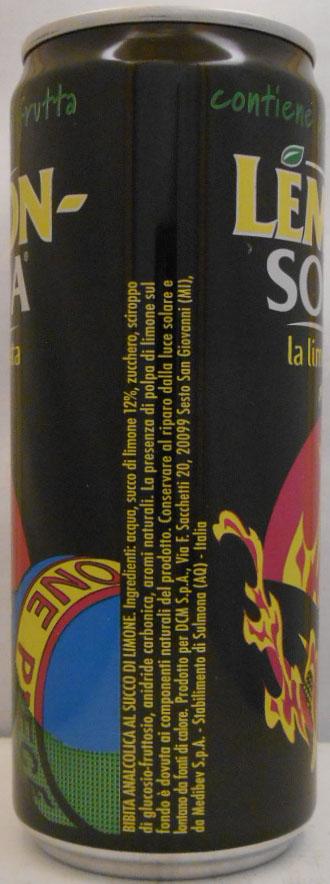 frutta
contiene
ON-
A®
LEM
SO
la lim
BIBITA ANALCOLICA AL SUCCO DI LIMONE. Ingredienti: acqua, succo di limone 12%, zucchero, sciroppo
di glucosio-fruttosio, anidride carbonica, aromi naturali. La presenza di polpa di limone sul
fondo è dovuta ai componenti naturali del prodotto. Conservare al riparo dalla luce solare e
lontano da fonti di calore. Prodotto per DCM S.p.A., Via F. Sacchetti 20, 20099 Sesto San Giovanni (MI),
da Medibev S.p.A. - Stabilimento di Sulmona (AQ) - Italia
ONE P